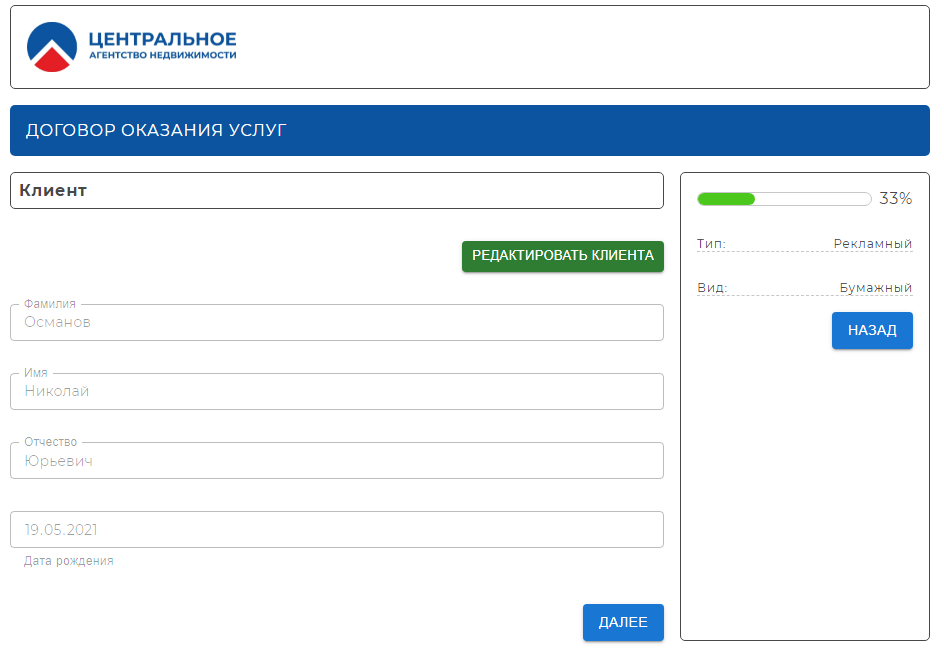 ЦЕНТРАЛЬНОЕ
АГЕНТСТВО НЕДВИЖИМОСТИ
ДОГОВОР ОКАЗАНИЯ УСЛУГ
Клиент
РЕДАКТИРОВАТЬ КЛИЕНТА
Фамилия
Османов
Имя
Николай
Отчество
Юрьевич
19.05.2021
Дата рождения
ДАЛЕЕ
33%
Тип: Рекламный
Вид: Бумажный
НАЗАД